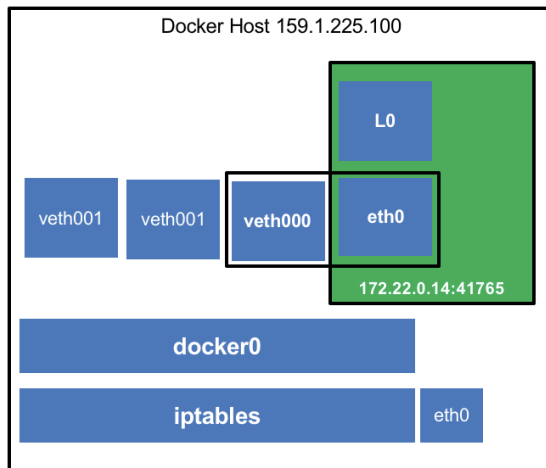 Docker Host 159.1.225.100
L0
veth001
veth001
veth000
eth0
172.22.0.14:41765
docker0
iptables
eth0